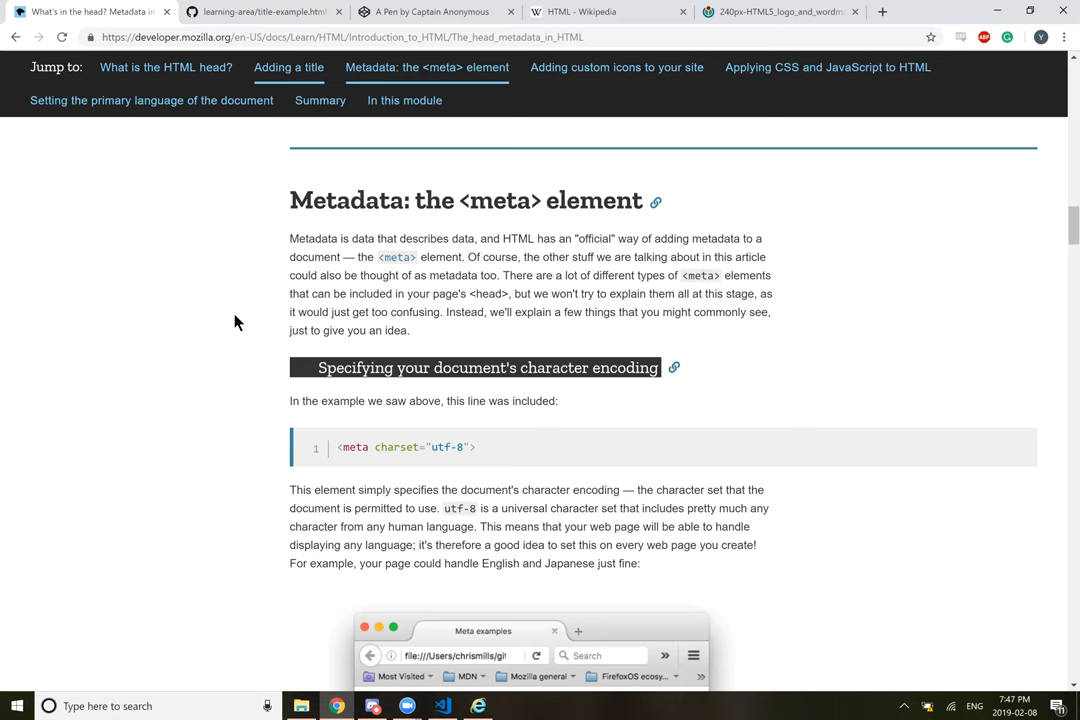 What's in the head? Metadata in
learning-area/title-example.html
A Pen by Captain Anonymous
HTML - Wikipedia
240px-HTML5_logo_and_wordm
https://developer.mozilla.org/en-US/docs/Learn/HTML/Introduction_to_HTML/The_head_metadata_in_HTML
ABP
Y
Jump to: What is the HTML head? Adding a title Metadata: the <meta> element Adding custom icons to your site Applying CSS and JavaScript to HTML
Setting the primary language of the document Summary In this module
Metadata: the <meta> element
Metadata is data that describes data, and HTML has an "official" way of adding metadata to a
document — the <meta> element. Of course, the other stuff we are talking about in this article
could also be thought of as metadata too. There are a lot of different types of <meta> elements
that can be included in your page's <head>, but we won't try to explain them all at this stage, as
it would just get too confusing. Instead, we'll explain a few things that you might commonly see,
just to give you an idea.
Specifying your document's character encoding
In the example we saw above, this line was included:
1 <meta charset="utf-8">
This element simply specifies the document's character encoding — the character set that the
document is permitted to use. utf-8 is a universal character set that includes pretty much any
character from any human language. This means that your web page will be able to handle
displaying any language; it's therefore a good idea to set this on every web page you create!
For example, your page could handle English and Japanese just fine:
Meta examples
file:///Users/chrismills/git
Search
Most Visited MDN Mozilla general FirefoxOS ecosy...
Type here to search
ENG
7:47 PM
2019-02-08
11